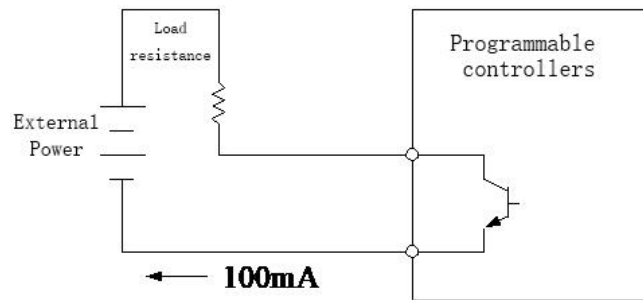 Load
resistance
Programmable
controllers
External
Power
100mA